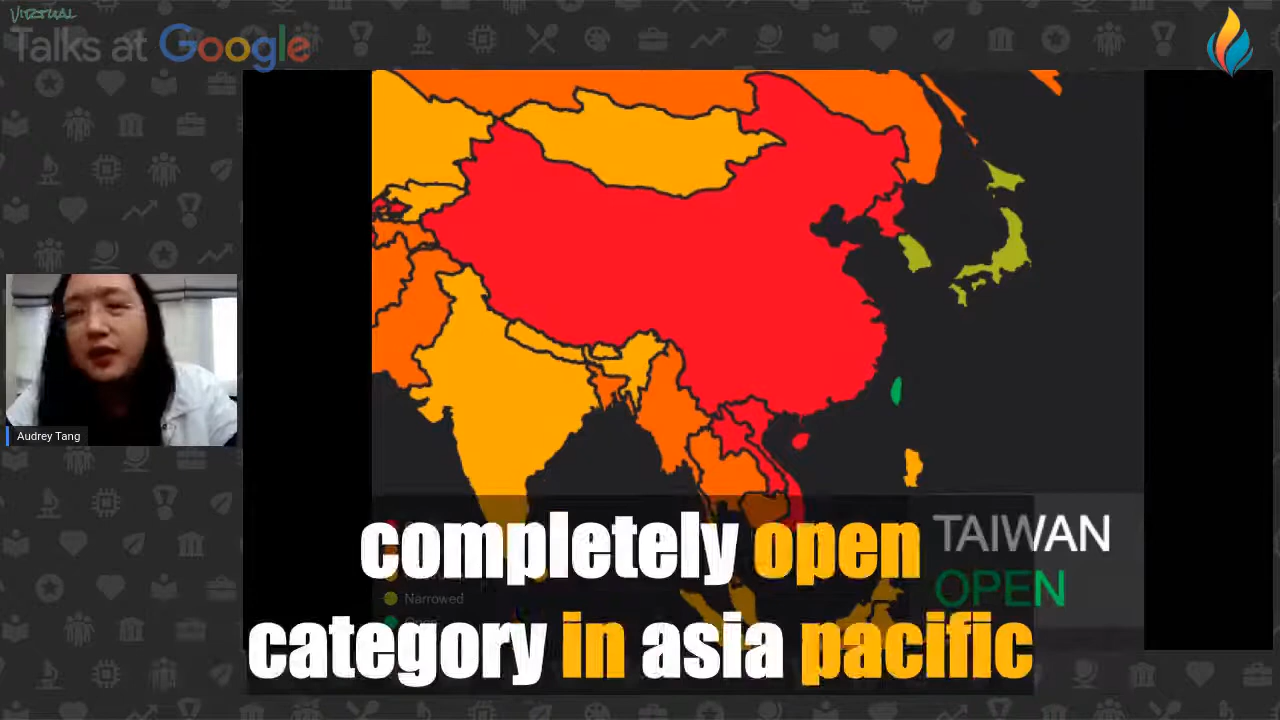 VIRTUAL
Talks at Google
Audrey Tang
TAIWAN
OPEN
Narrowed
completely open
category in asia pacific